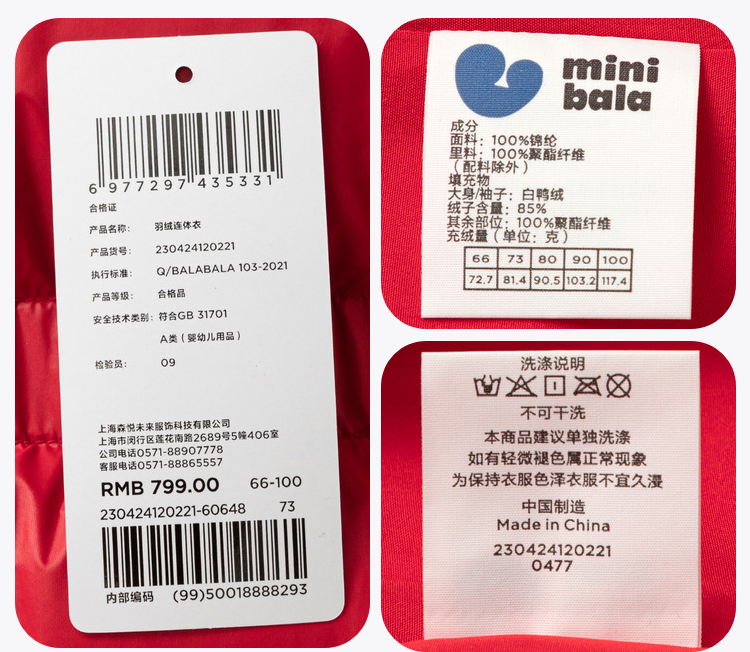 6 977297 435331
合格证
产品名称: 羽绒连体衣
产品货号: 230424120221
执行标准: Q/BALABALA 103-2021
产品等级: 合格品
安全技术类别: 符合GB 31701
A类（婴幼儿用品）
检验员: 09
上海森悦未来服饰科技有限公司
上海市闵行区莲花南路2689号5幢406室
公司电话0571-88907778
客服电话0571-88865557
RMB 799.00 66-100
230424120221-60648 73
内部编码 (99)50018888293
mini
bala
成分
面料: 100%锦纶
里料: 100%聚酯纤维
（配料除外）
填充物
大身/袖子: 白鸭绒
绒子含量: 85%
其余部位: 100%聚酯纤维
充绒量（单位: 克）
66 73 80 90 100
72.7 81.4 90.5 103.2 117.4
洗涤说明
不可干洗
本商品建议单独洗涤
如有轻微褪色属正常现象
为保持衣服色泽衣服不宜久浸
中国制造
Made in China
230424120221
0477